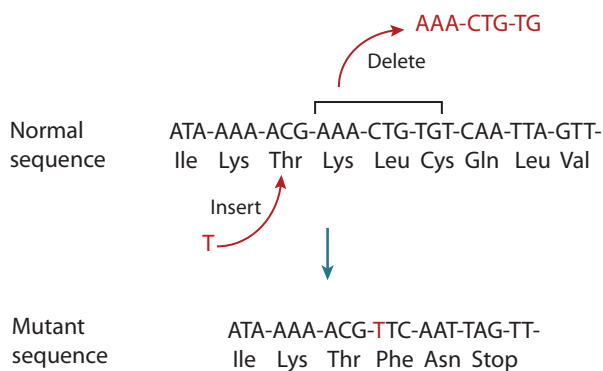 AAA-CTG-TG
Delete
Normal sequence
ATA-AAA-ACG-AAA-CTG-TGT-CAA-TTA-GTT-
Ile Lys Thr Lys Leu Cys Gln Leu Val
Insert
T
Mutant sequence
ATA-AAA-ACG-TTC-AAT-TAG-TT-
Ile Lys Thr Phe Asn Stop